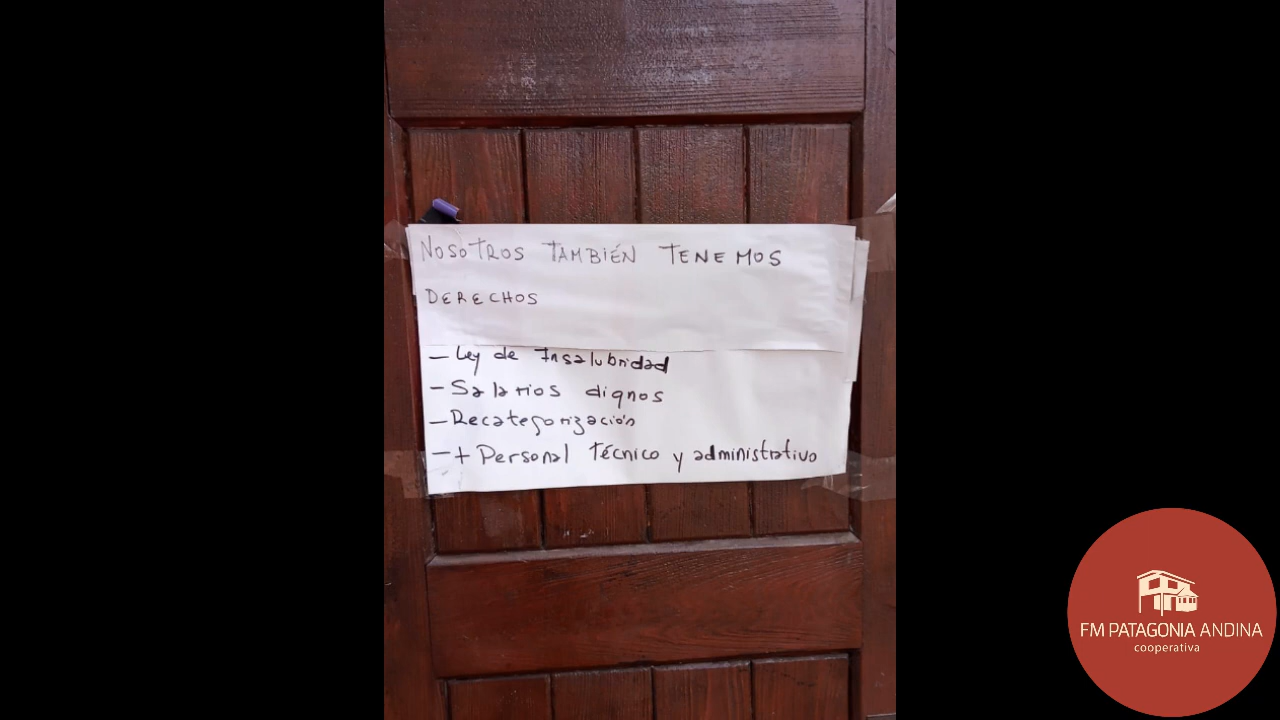 NOSOTROS TAMBIÉN TENEMOS
DERECHOS
- Ley de Insalubridad
- Salarios dignos
- Recategorización
- + Personal técnico y administrativo
FM PATAGONIA ANDINA
cooperativa